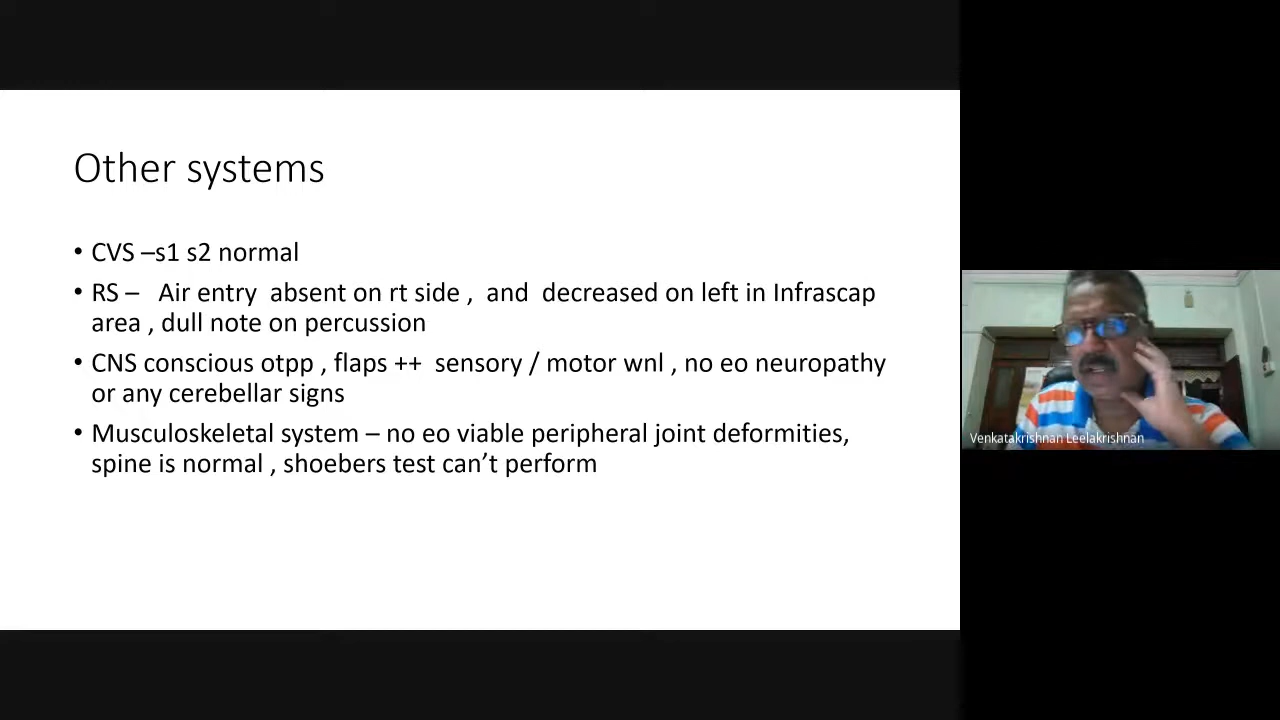 Other systems
• CVS –s1 s2 normal
• RS – Air entry absent on rt side , and decreased on left in Infrascap
area , dull note on percussion
• CNS conscious otpp , flaps ++ sensory / motor wnl , no eo neuropathy
or any cerebellar signs
• Musculoskeletal system – no eo viable peripheral joint deformities,
spine is normal , shoebers test can’t perform
Venkatakrishnan Leelakrishnan